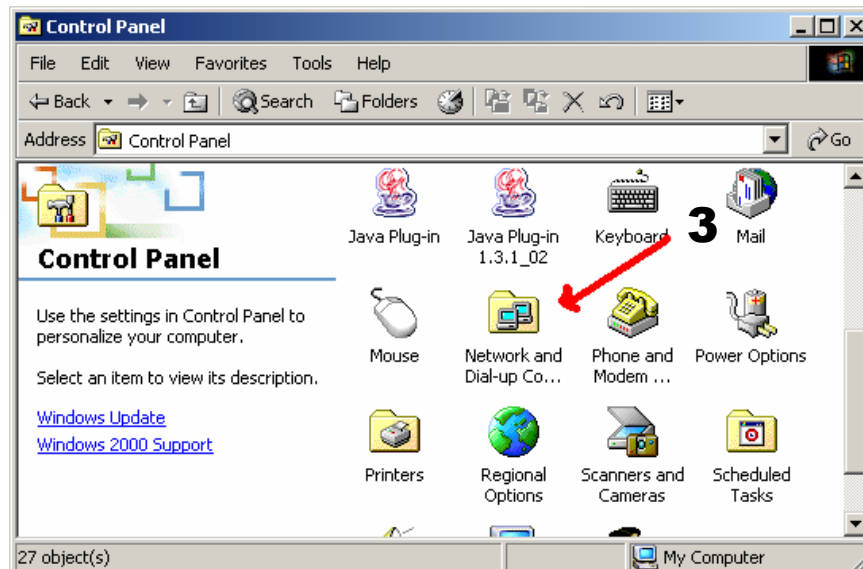 Control Panel
File Edit View Favorites Tools Help
Back Search Folders
Address Control Panel Go
Control Panel
Use the settings in Control Panel to
personalize your computer.
Select an item to view its description.
Windows Update
Windows 2000 Support
Java Plug-in
Java Plug-in
1.3.1_02
Keyboard
3
Mail
Mouse
Network and
Dial-up Co...
Phone and
Modem ...
Power Options
Printers
Regional
Options
Scanners and
Cameras
Scheduled
Tasks
27 object(s)
My Computer